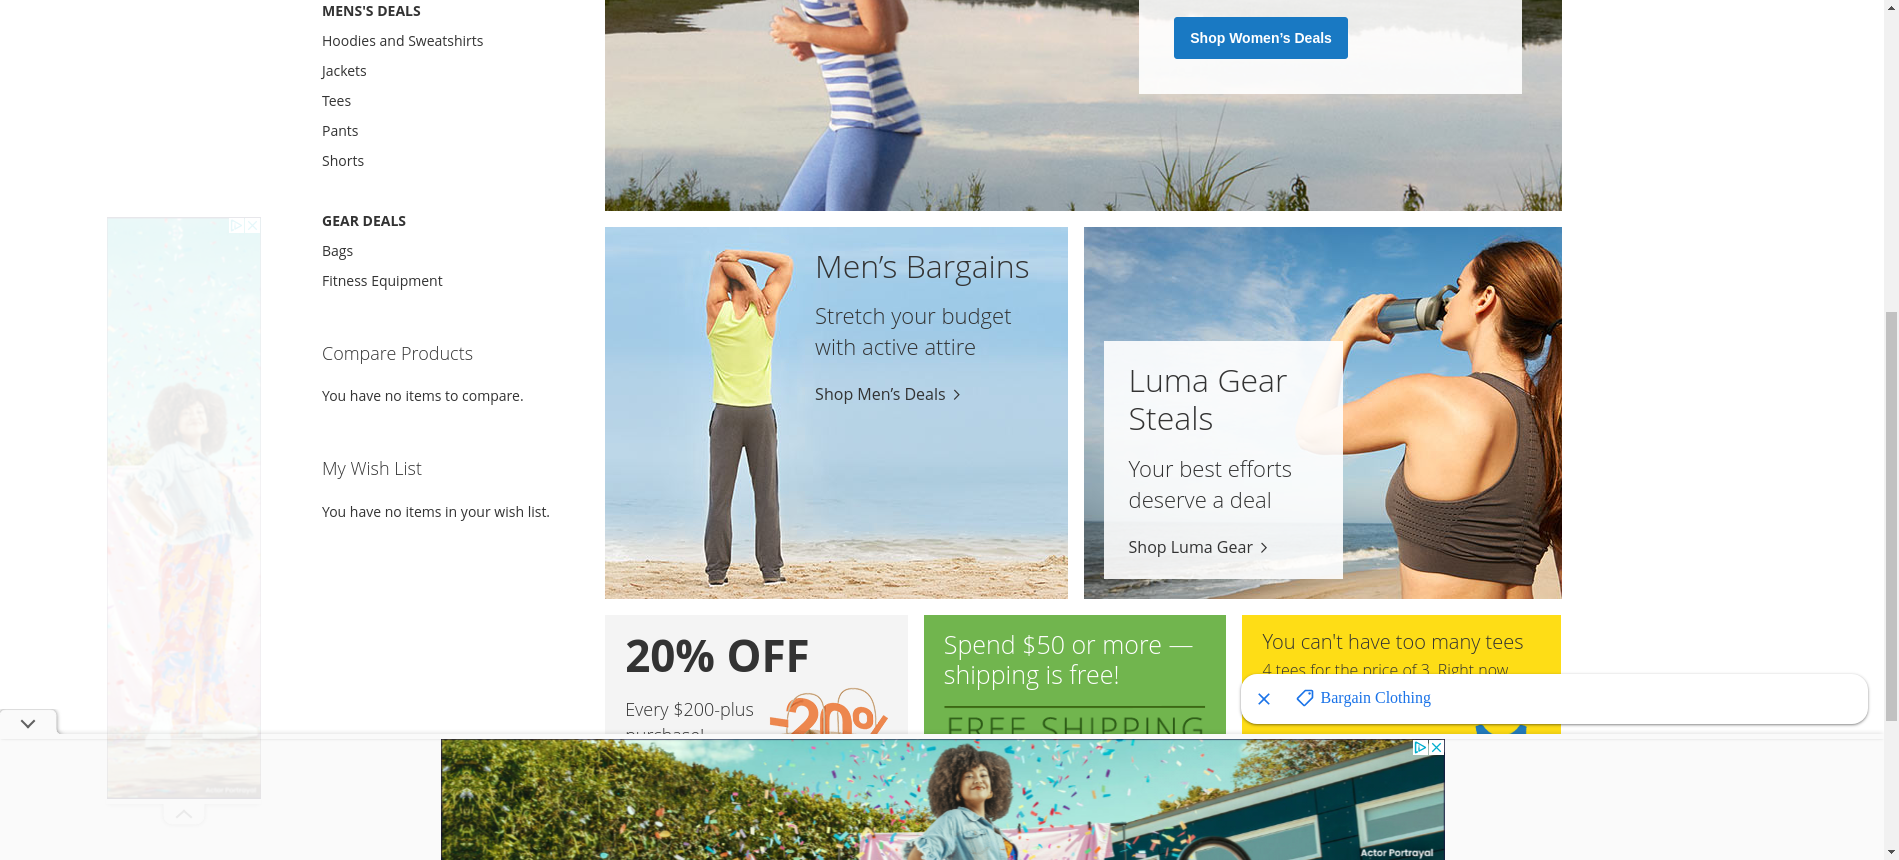 MENS'S DEALS
Hoodies and Sweatshirts
Jackets
Tees
Pants
Shorts
GEAR DEALS
Bags
Fitness Equipment
Compare Products
You have no items to compare.
My Wish List
You have no items in your wish list.
Shop Women’s Deals
Men’s Bargains
Stretch your budget
with active attire
Shop Men’s Deals
Luma Gear
Steals
Your best efforts
deserve a deal
Shop Luma Gear
20% OFF
Every $200-plus
purchase!
-20%
Spend $50 or more —
shipping is free!
FREE SHIPPING
You can't have too many tees
4 tees for the price of 3. Right now
Bargain Clothing
Actor Portrayal
Actor Portrayal